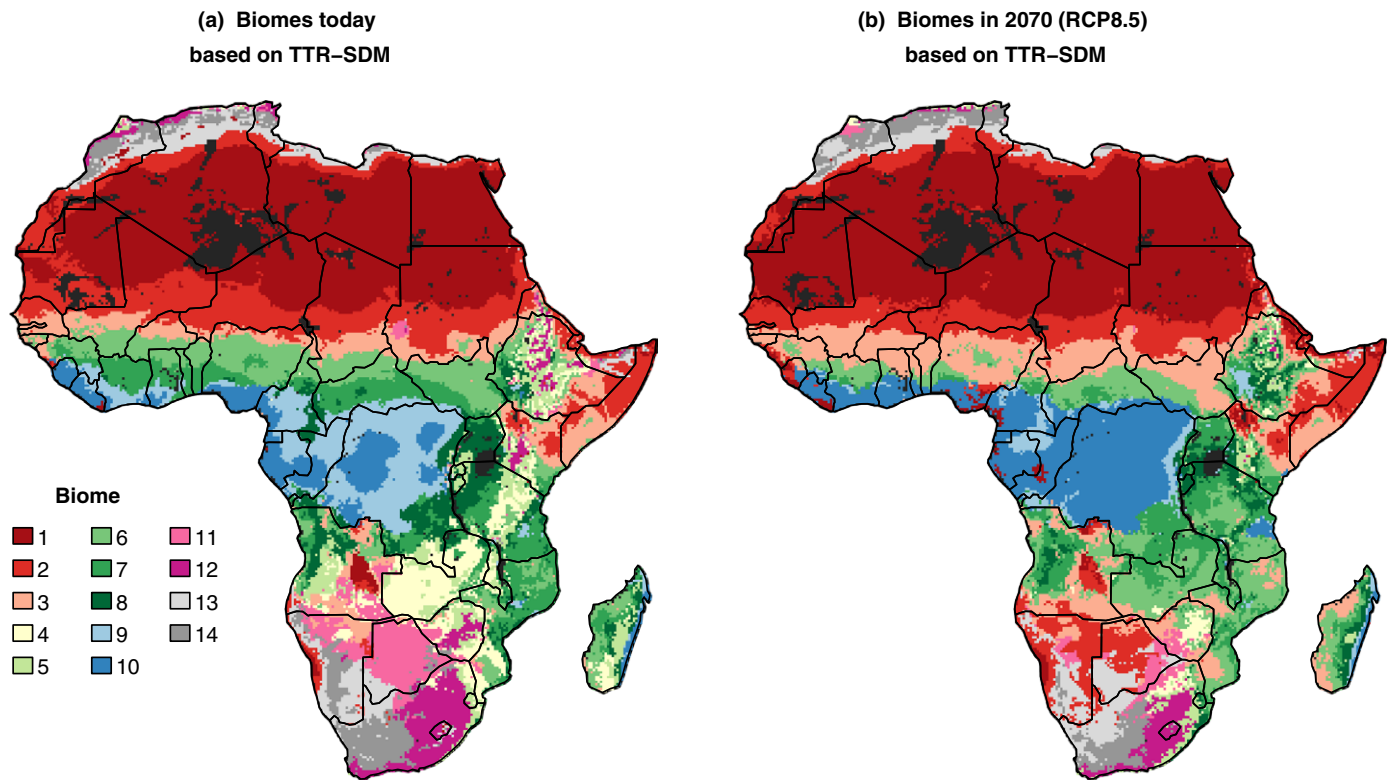 (a) Biomes today
based on TTR−SDM
(b) Biomes in 2070 (RCP8.5)
based on TTR−SDM
Biome
1 6 11
2 7 12
3 8 13
4 9 14
5 10